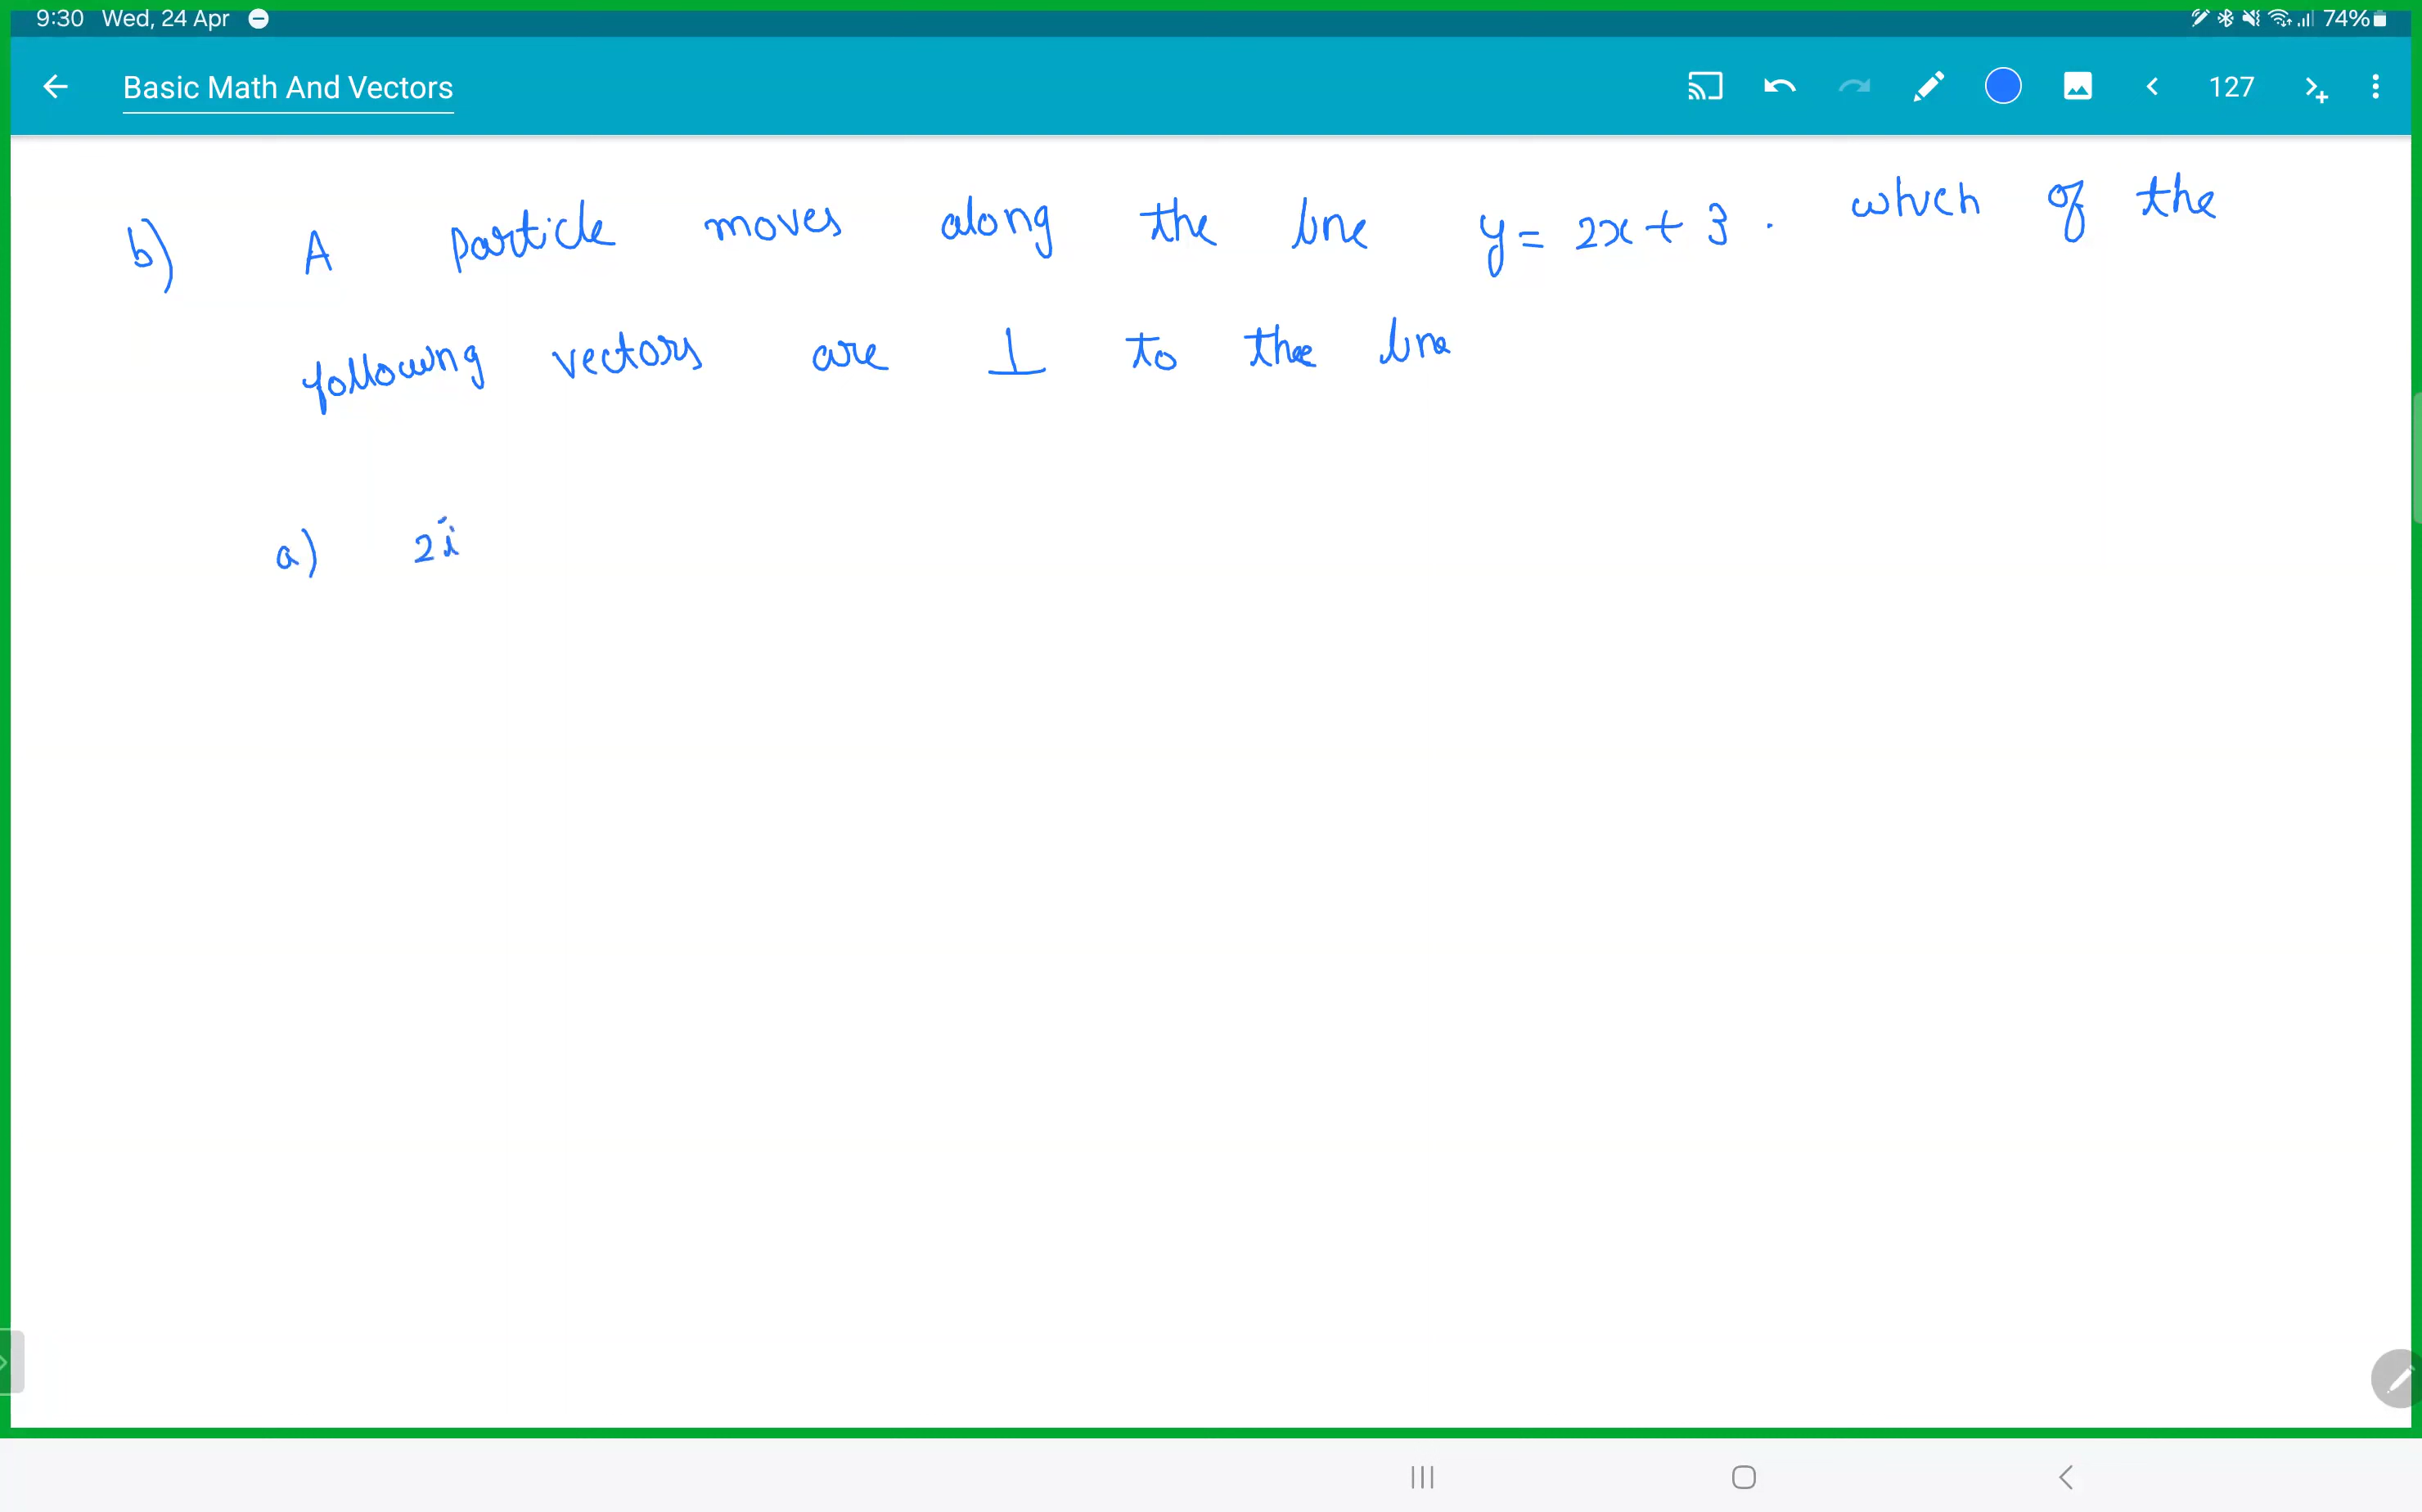 9:30 Wed, 24 Apr 74%
Basic Math And Vectors 127
b) A particle moves along the line y = 2x + 3 . which of the
following vectors are ⊥ to the line
a) 2î